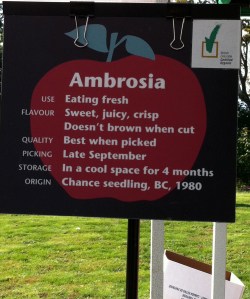 Ambrosia
USE Eating fresh
FLAVOUR Sweet, juicy, crisp
Doesn't brown when cut
QUALITY Best when picked
PICKING Late September
STORAGE In a cool space for 4 months
ORIGIN Chance seedling, BC, 1980